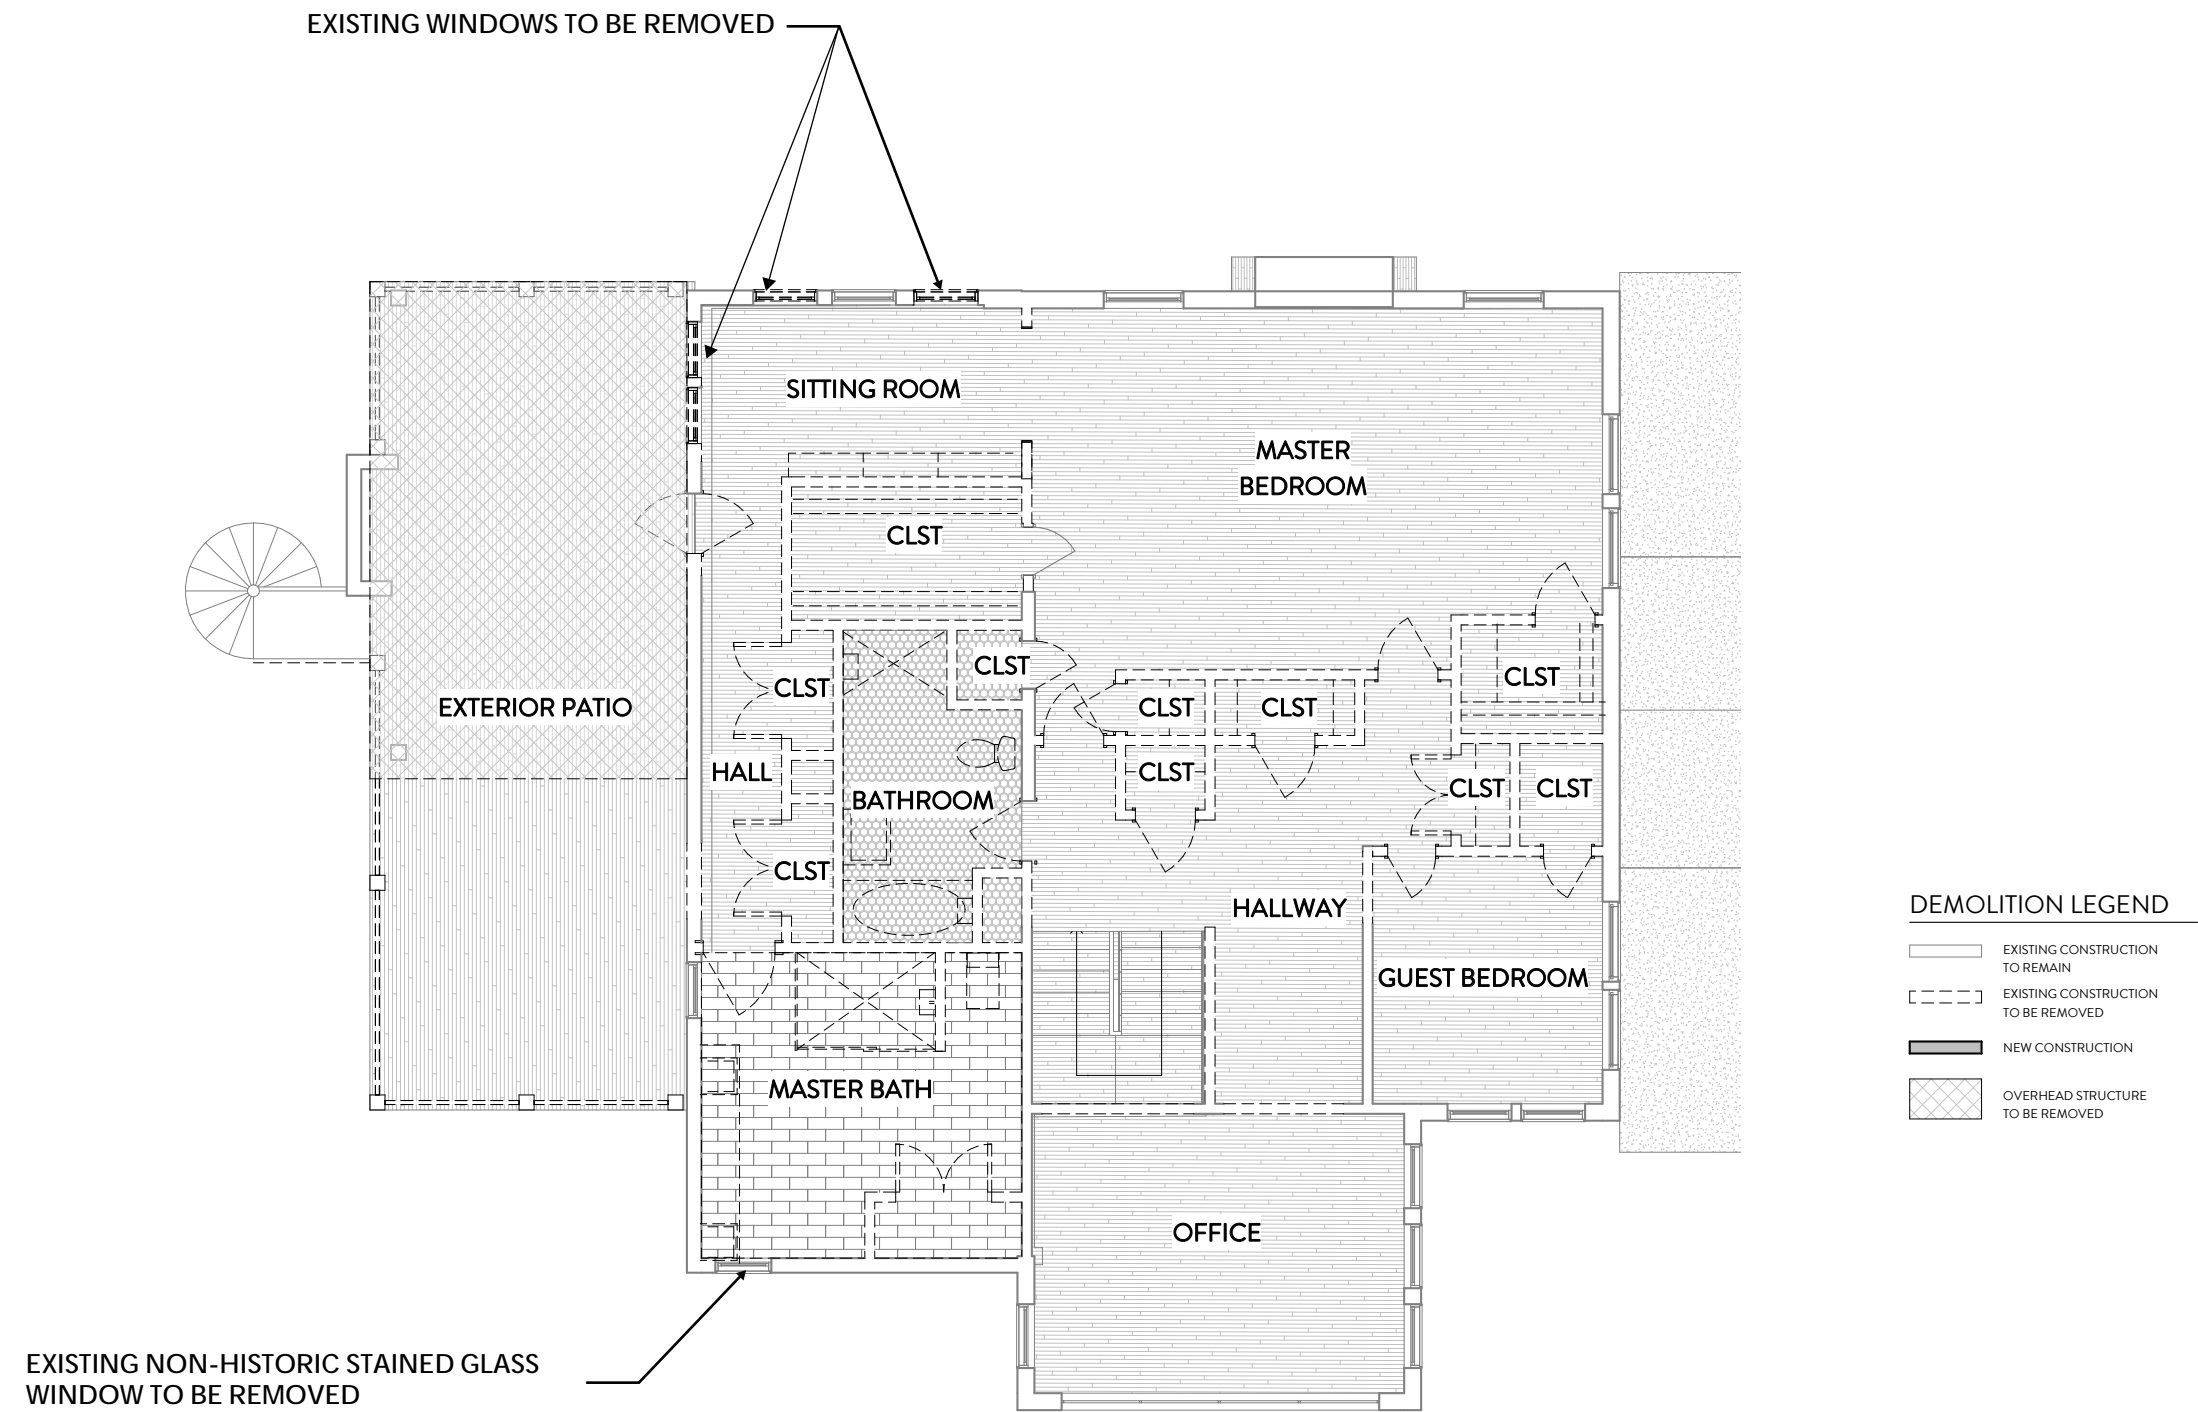 EXISTING WINDOWS TO BE REMOVED
SITTING ROOM
MASTER
BEDROOM
CLST
CLST
CLST
CLST
EXTERIOR PATIO
CLST
CLST
CLST
HALL
CLST
BATHROOM
CLST
CLST
CLST
HALLWAY
GUEST BEDROOM
MASTER BATH
OFFICE
DEMOLITION LEGEND
EXISTING CONSTRUCTION
TO REMAIN
EXISTING CONSTRUCTION
TO BE REMOVED
NEW CONSTRUCTION
OVERHEAD STRUCTURE
TO BE REMOVED
EXISTING NON-HISTORIC STAINED GLASS
WINDOW TO BE REMOVED